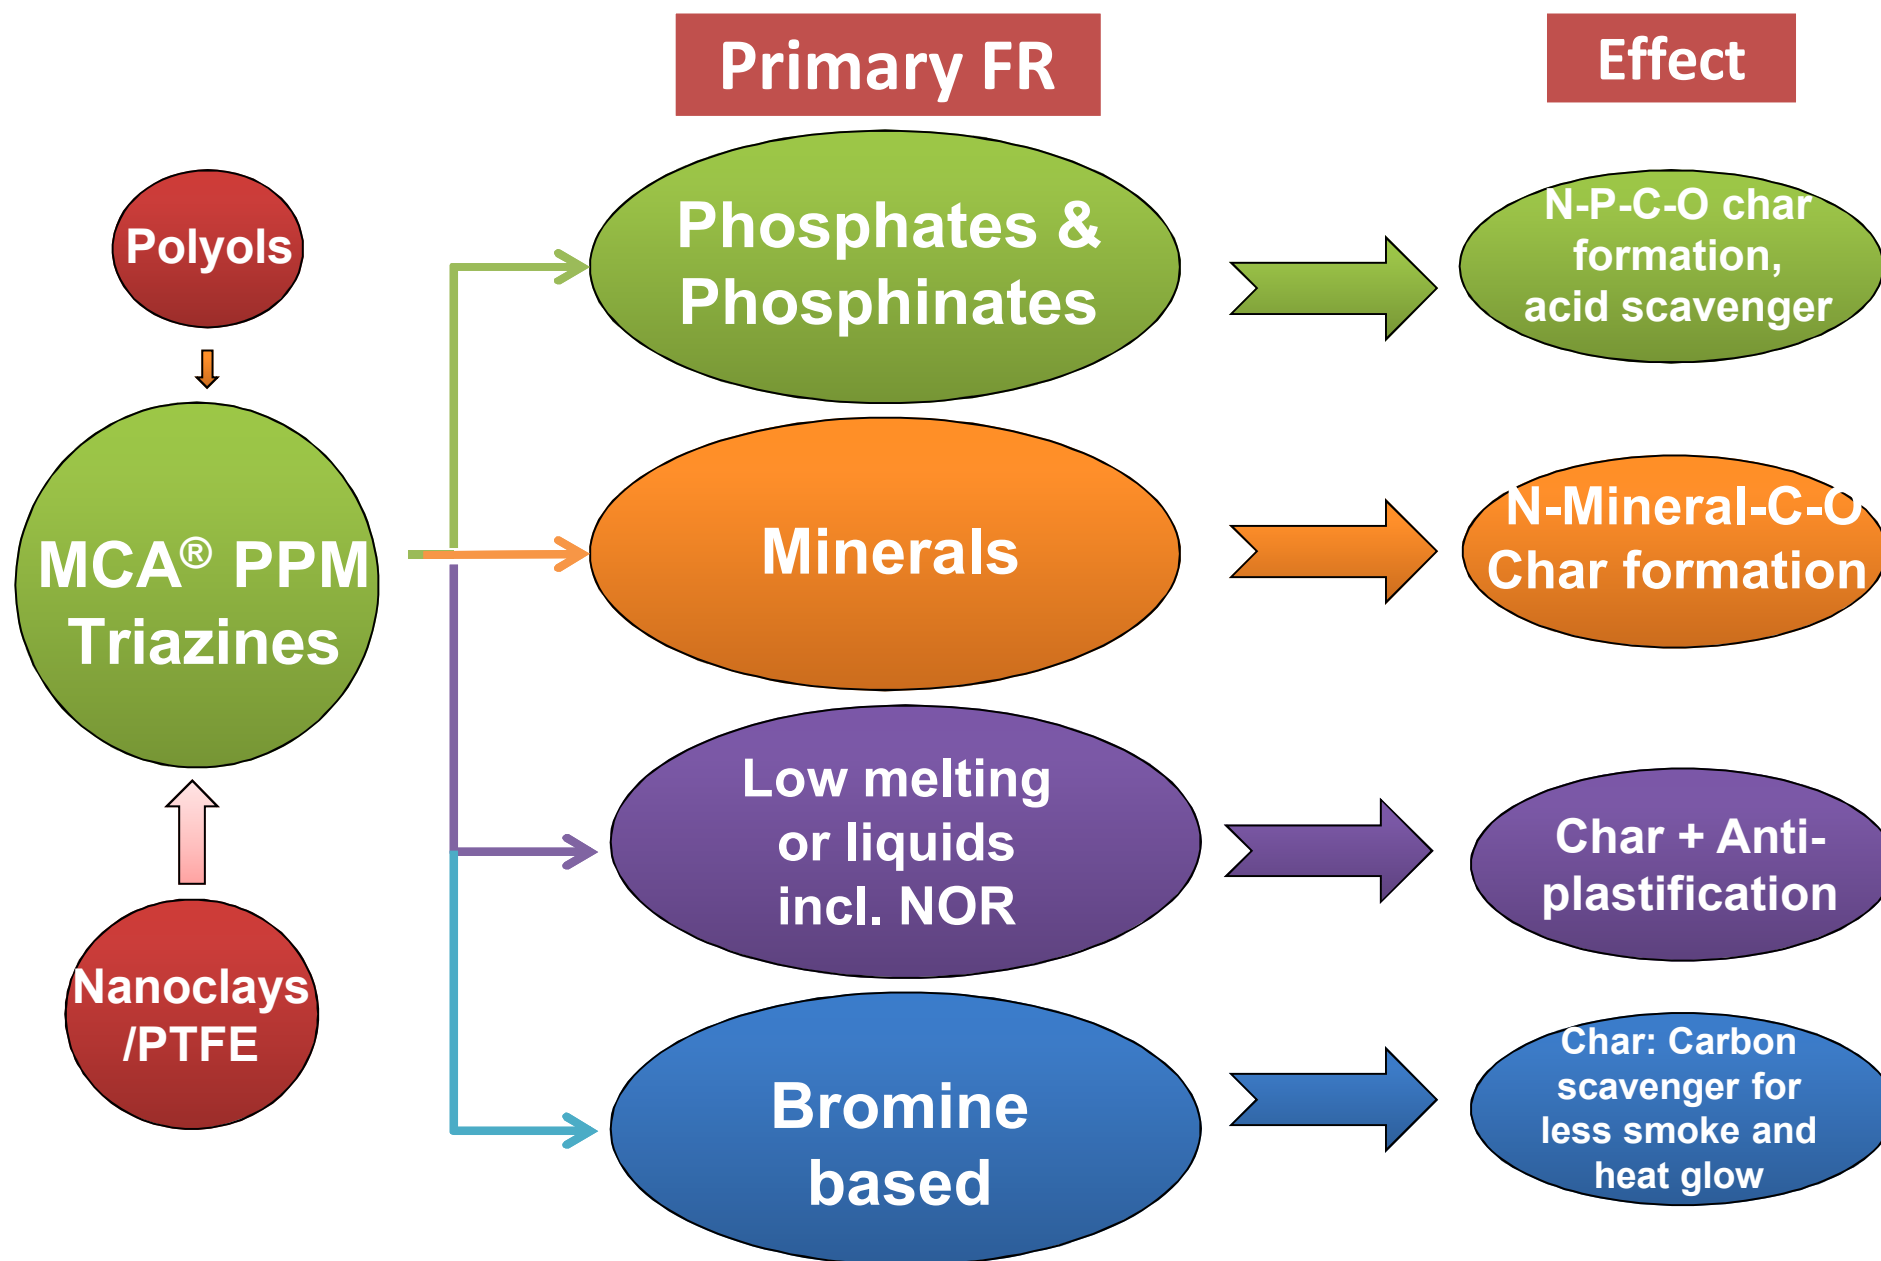 Primary FR
Effect
Polyols
MCA® PPM
Triazines
Nanoclays
/PTFE
Phosphates &
Phosphinates
N-P-C-O char
formation,
acid scavenger
Minerals
N-Mineral-C-O
Char formation
Low melting
or liquids
incl. NOR
Char + Anti-
plastification
Bromine
based
Char: Carbon
scavenger for
less smoke and
heat glow